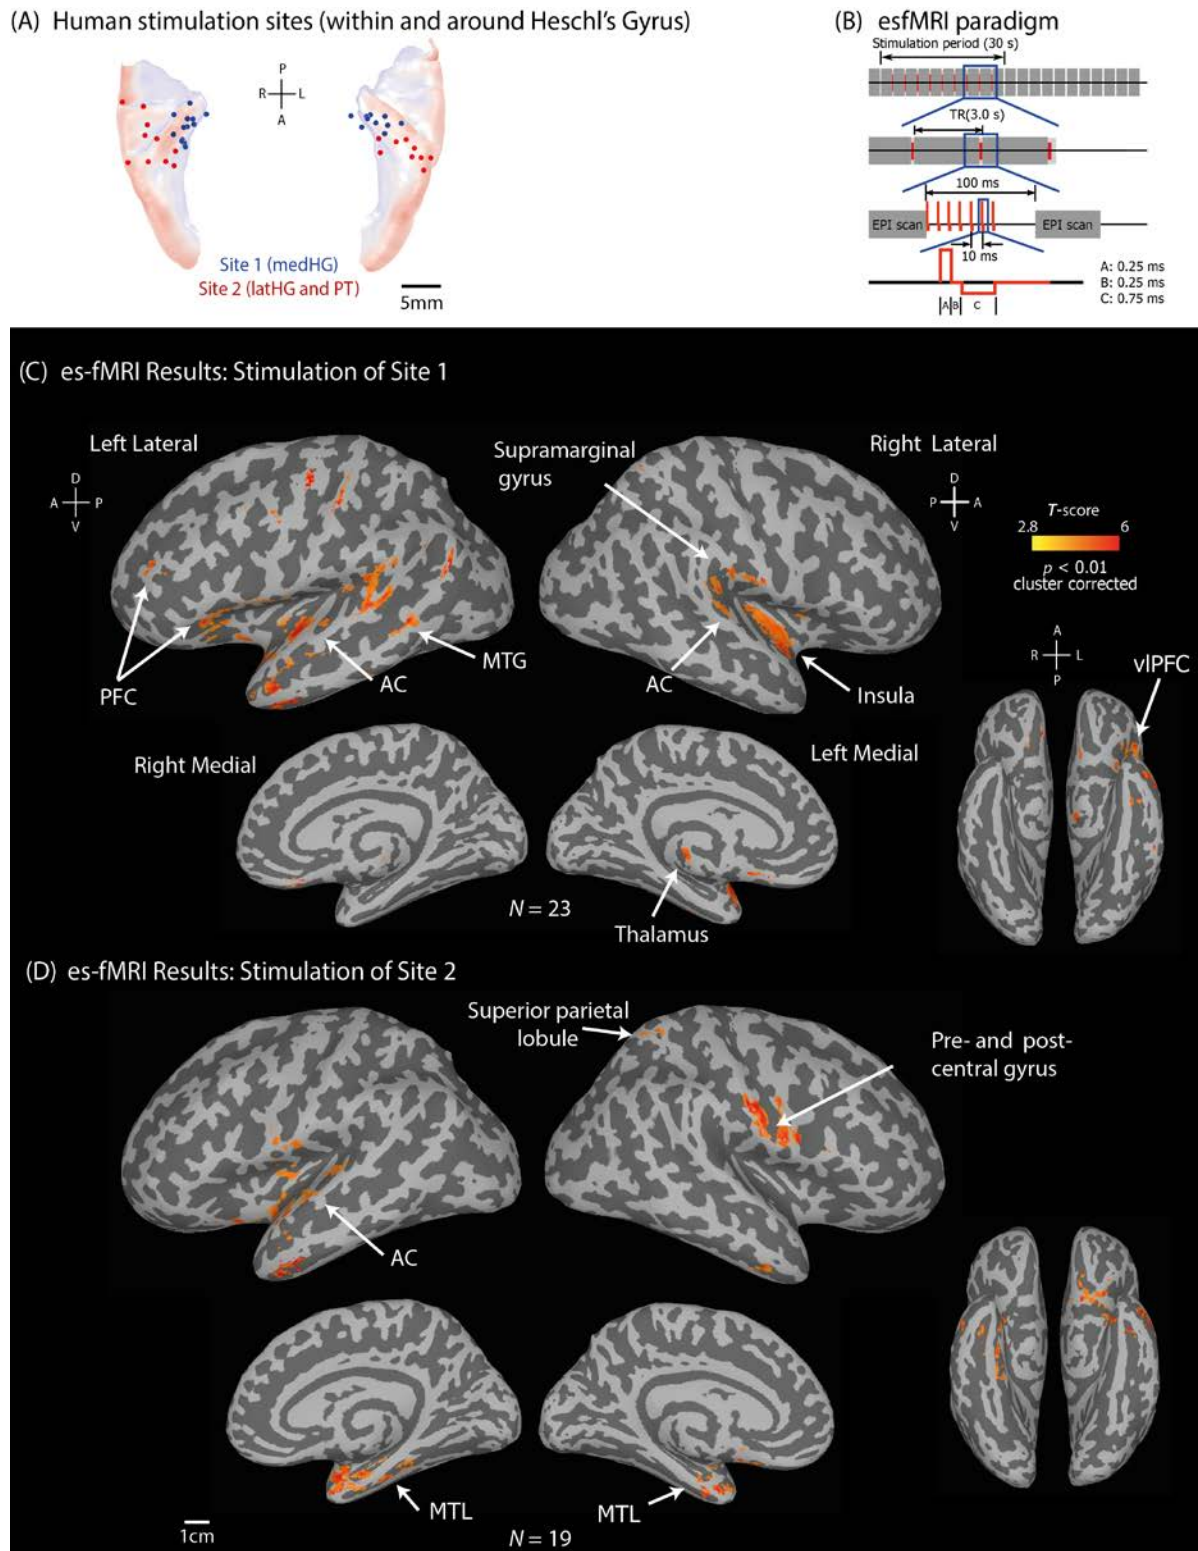 (A) Human stimulation sites (within and around Heschl's Gyrus)
P
R L
A
Site 1 (medHG)
Site 2 (latHG and PT)
5mm
(B) esfMRI paradigm
Stimulation period (30 s)
TR(3.0 s)
100 ms
EPI scan
EPI scan
10 ms
A B C
A: 0.25 ms
B: 0.25 ms
C: 0.75 ms
(C) es-fMRI Results: Stimulation of Site 1
Left Lateral
D
A P
V
PFC
AC
MTG
Supramarginal
gyrus
Right Lateral
D
P A
V
AC
Insula
T-score
2.8 6
p < 0.01
cluster corrected
A
R L
P
vlPFC
Right Medial
Left Medial
N = 23
Thalamus
(D) es-fMRI Results: Stimulation of Site 2
Superior parietal
lobule
Pre- and post-
central gyrus
AC
MTL
MTL
1cm
N = 19